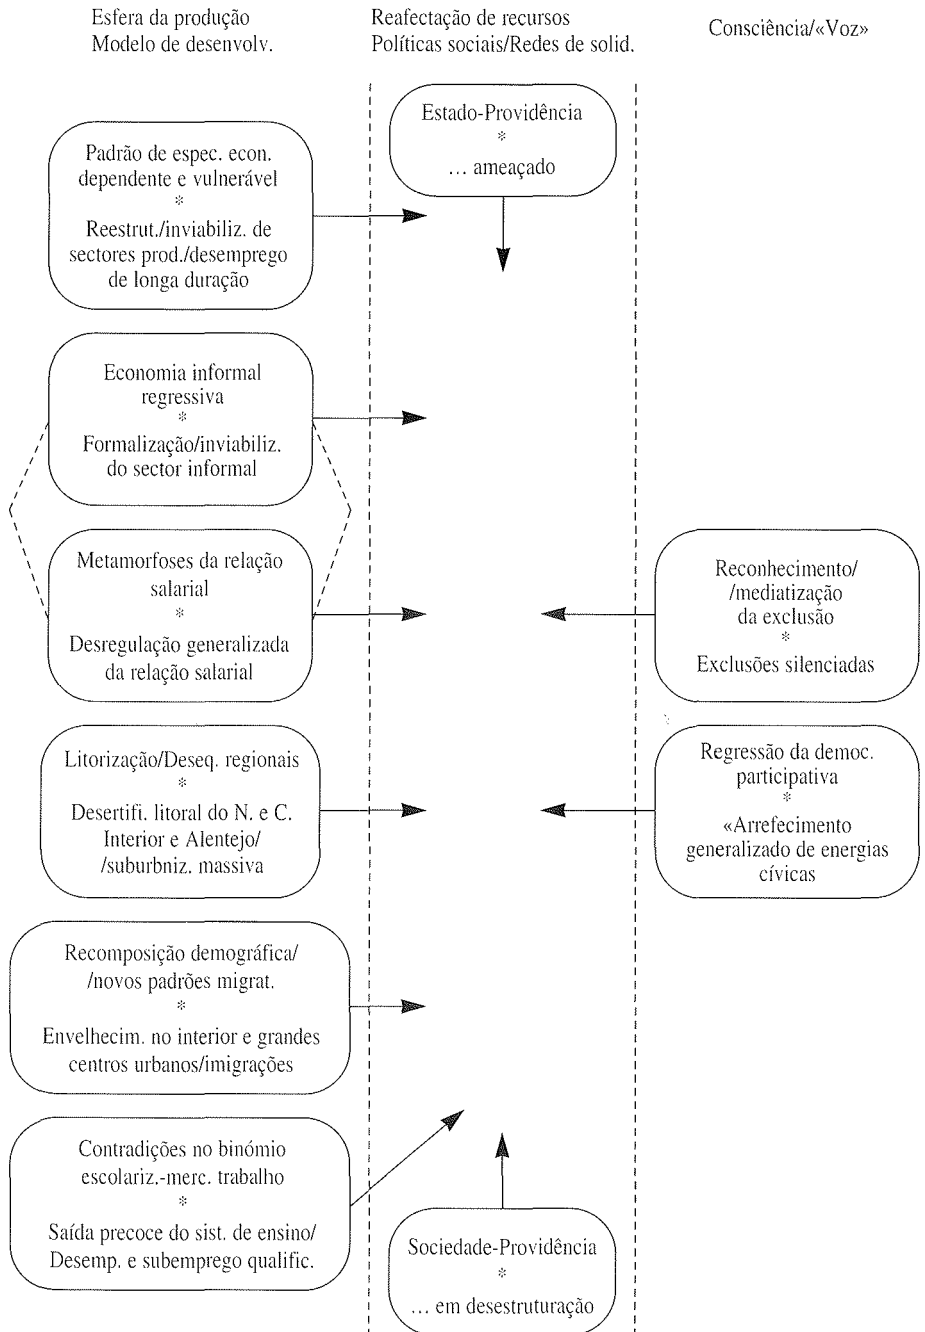 Esfera da produção
Modelo de desenvolv.
Reafectação de recursos
Políticas sociais/Redes de solid.
Consciência/«Voz»
Estado-Providência
*
... ameaçado
Padrão de espec. econ.
dependente e vulnerável
*
Reestrut./inviabiliz. de
sectores prod./desemprego
de longa duração
Economia informal
regressiva
*
Formalização/inviabiliz.
do sector informal
Metamorfoses da relação
salarial
*
Desregulação generalizada
da relação salarial
Reconhecimento/
/mediatização
da exclusão
*
Exclusões silenciadas
Litorização/Deseq. regionais
*
Desertifi. litoral do N. e C.
Interior e Alentejo/
/suburbniz. massiva
Regressão da democ.
participativa
*
«Arrefecimento
generalizado de energias
cívicas
Recomposição demográfica/
/novos padrões migrat.
*
Envelhecim. no interior e grandes
centros urbanos/imigrações
Contradições no binómio
escolariz.-merc. trabalho
*
Saída precoce do sist. de ensino/
Desemp. e subemprego qualific.
Sociedade-Providência
*
... em desestruturação